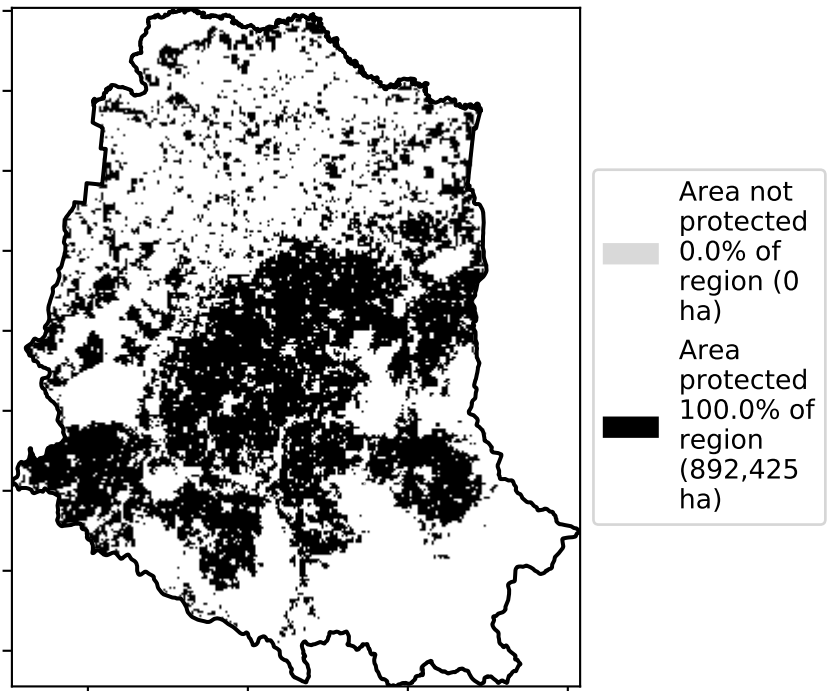 Area not
protected
0.0% of
region (0
ha)
Area
protected
100.0% of
region
(892,425
ha)